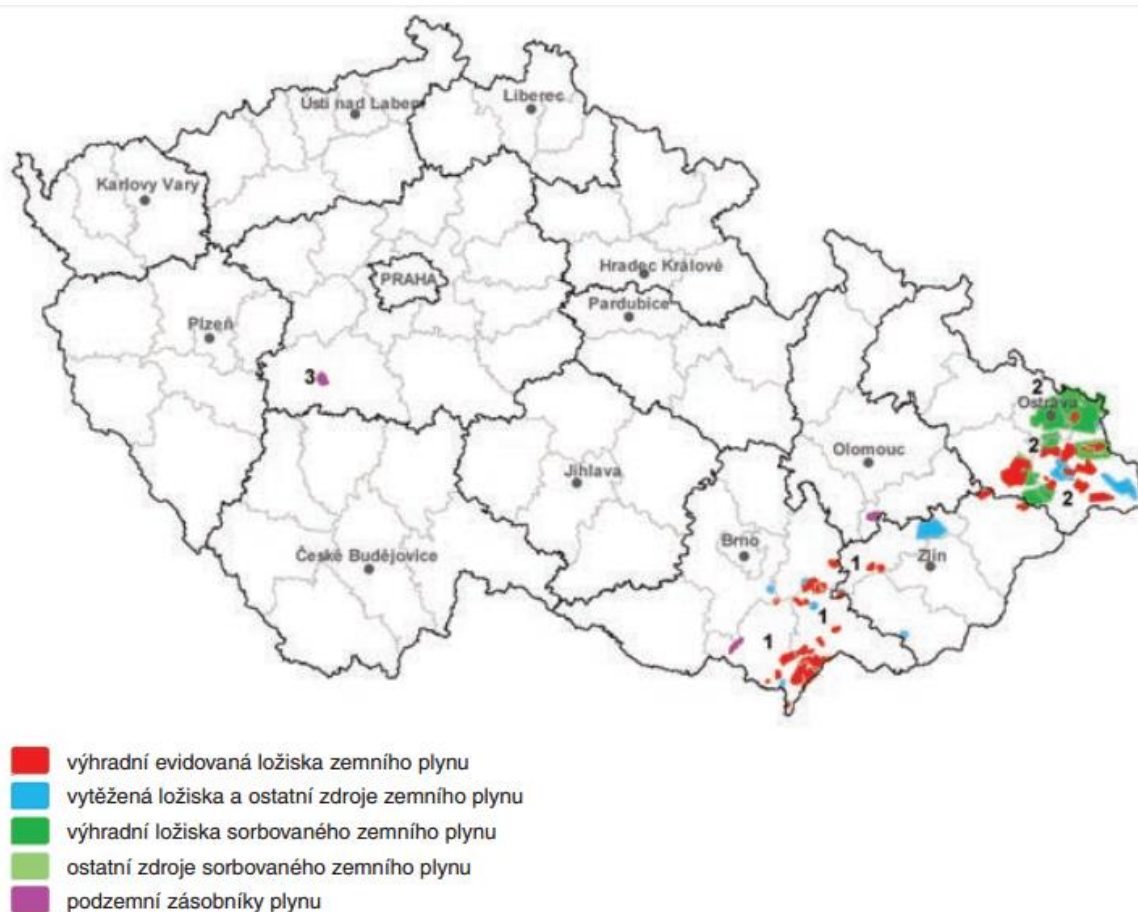 Ústí nad Labem
Liberec
Karlovy Vary
PRAHA
Hradec Králové
Pardubice
Plzeň
3
2
Ostrava
2
Olomouc
2
Jihlava
Brno
1
Zlín
České Budějovice
1
1
výhradní evidovaná ložiska zemního plynu
vytěžená ložiska a ostatní zdroje zemního plynu
výhradní ložiska sorbovaného zemního plynu
ostatní zdroje sorbovaného zemního plynu
podzemní zásobníky plynu